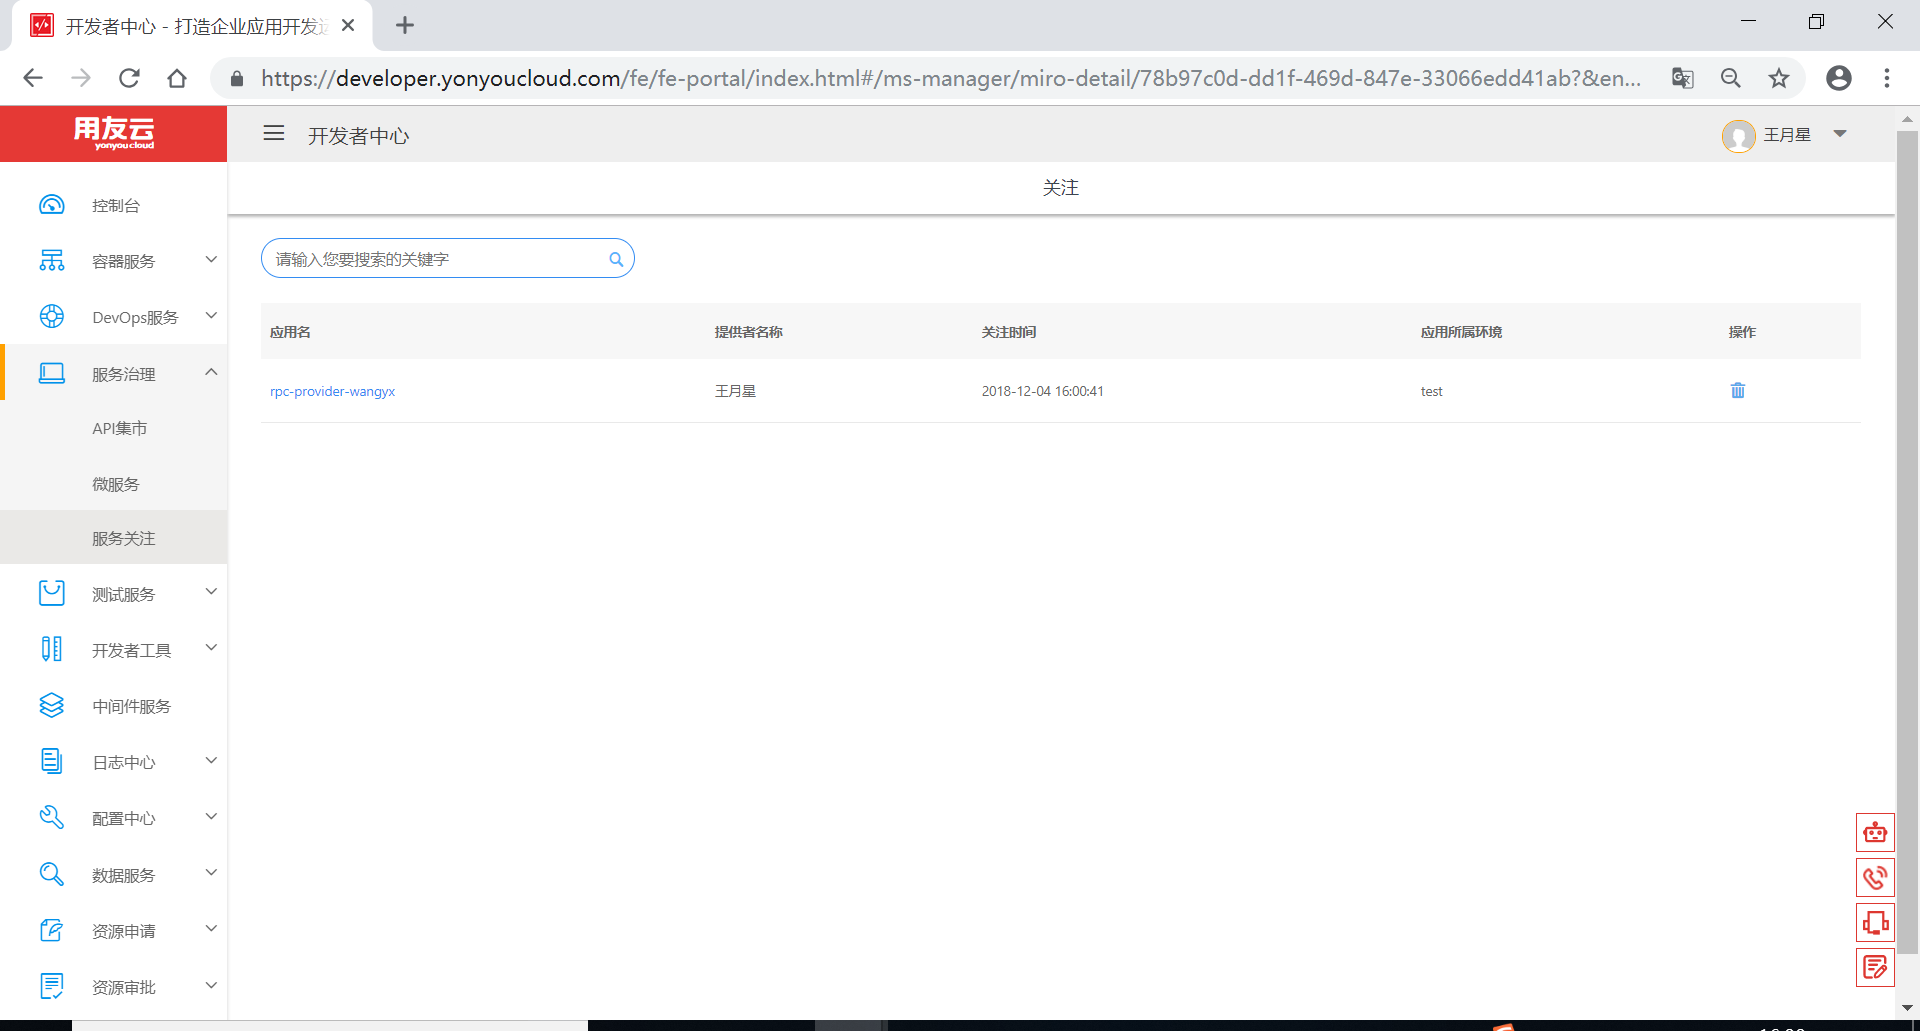 开发者中心 - 打造企业应用开发
https://developer.yonyoucloud.com/fe/fe-portal/index.html#/ms-manager/miro-detail/78b97c0d-dd1f-469d-847e-33066edd41ab?&en...
用友云
yonyou cloud
开发者中心
王月星
关注
控制台
容器服务
DevOps服务
服务治理
API集市
微服务
服务关注
测试服务
开发者工具
中间件服务
日志中心
配置中心
数据服务
资源申请
资源审批
请输入您要搜索的关键字
应用名 提供者名称 关注时间 应用所属环境 操作
rpc-provider-wangyx 王月星 2018-12-04 16:00:41 test